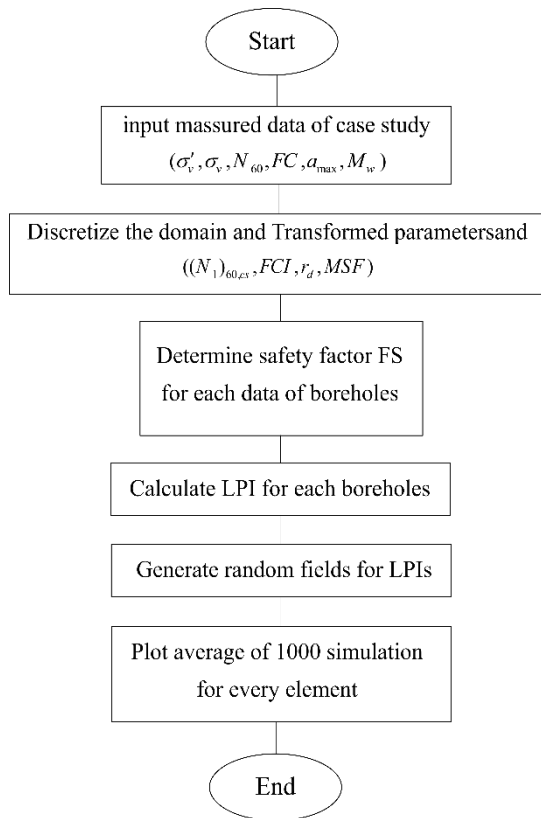 Start
input massured data of case study
(σ′v, σv, N60, FC, amax, Mw)
Discretize the domain and Transformed parametersand
((N1)60,cs, FCI, rd, MSF)
Determine safety factor FS
for each data of boreholes
Calculate LPI for each boreholes
Generate random fields for LPIs
Plot average of 1000 simulation
for every element
End